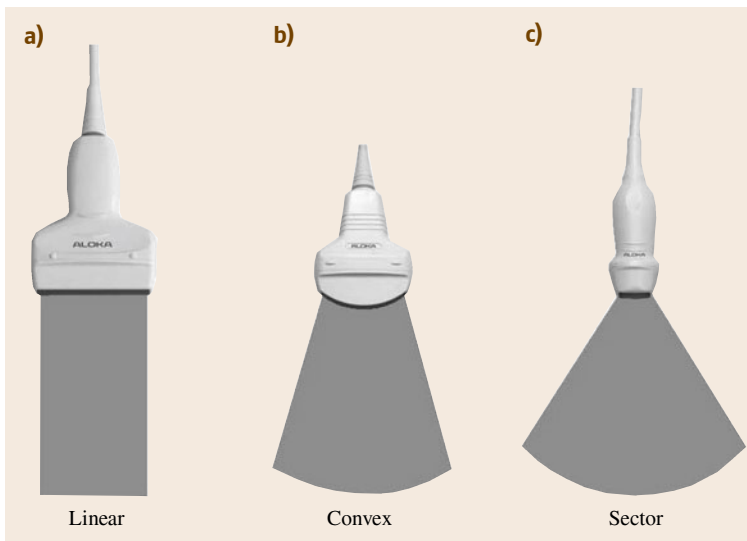 a)
b)
c)
ALOKA
ALOKA
ALOKA
Linear
Convex
Sector